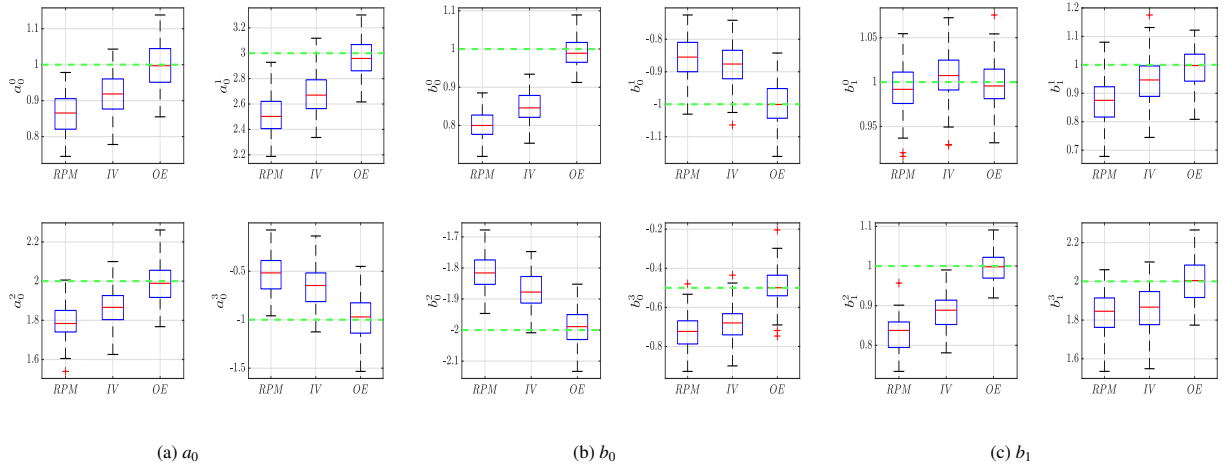 1
0.9
0.8
a_0^0
RPM IV OE
3.2
3
2.8
2.6
2.4
2.2
a_0^1
RPM IV OE
1
0.9
0.8
b_0^0
RPM IV OE
-0.8
-0.9
-1
-1.1
b_0^1
RPM IV OE
1.05
1
0.95
b_1^0
RPM IV OE
1.2
1.1
1
0.9
0.8
0.7
b_1^1
RPM IV OE
2.2
2
1.8
1.6
a_0^2
RPM IV OE
-0.5
-1
-1.5
a_0^3
RPM IV OE
-1.7
-1.8
-1.9
-2
-2.1
b_0^2
RPM IV OE
-0.2
-0.4
-0.6
-0.8
b_0^3
RPM IV OE
1.1
1
0.9
0.8
b_1^2
RPM IV OE
2.2
2
1.8
1.6
b_1^3
RPM IV OE
(a) a_0
(b) b_0
(c) b_1